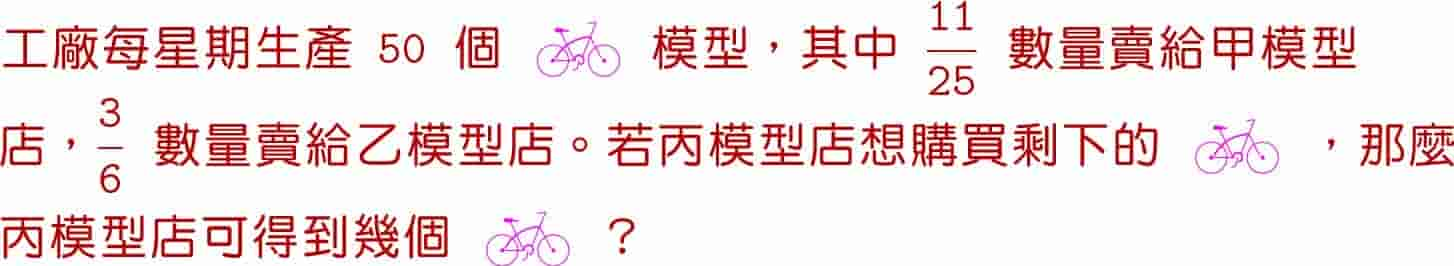 工廠每星期生產 50 個 模型,其中 11/25 數量賣給甲模型
店,3/6 數量賣給乙模型店。若丙模型店想購買剩下的 ,那麼
丙模型店可得到幾個 ?